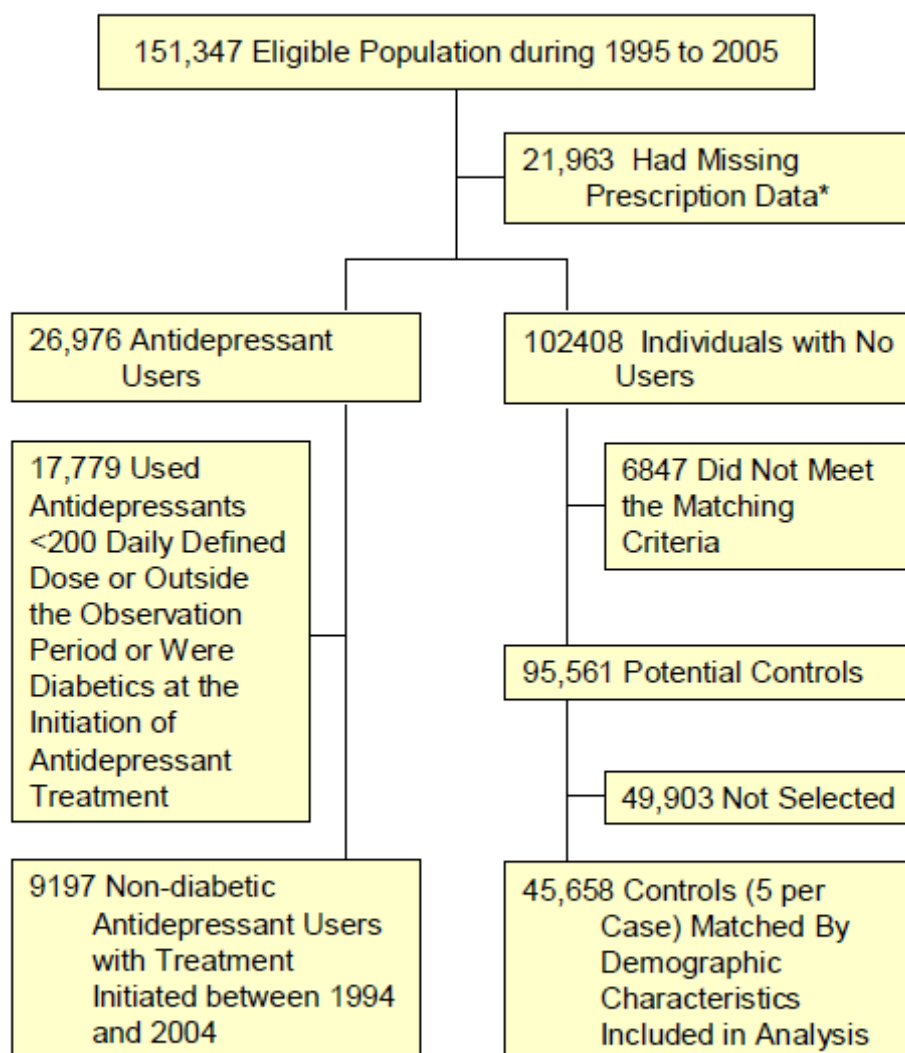 151,347 Eligible Population during 1995 to 2005
21,963 Had Missing
Prescription Data*
26,976 Antidepressant
Users
102408 Individuals with No
Users
17,779 Used
Antidepressants
<200 Daily Defined
Dose or Outside
the Observation
Period or Were
Diabetics at the
Initiation of
Antidepressant
Treatment
6847 Did Not Meet
the Matching
Criteria
95,561 Potential Controls
49,903 Not Selected
9197 Non-diabetic
Antidepressant Users
with Treatment
Initiated between 1994
and 2004
45,658 Controls (5 per
Case) Matched By
Demographic
Characteristics
Included in Analysis